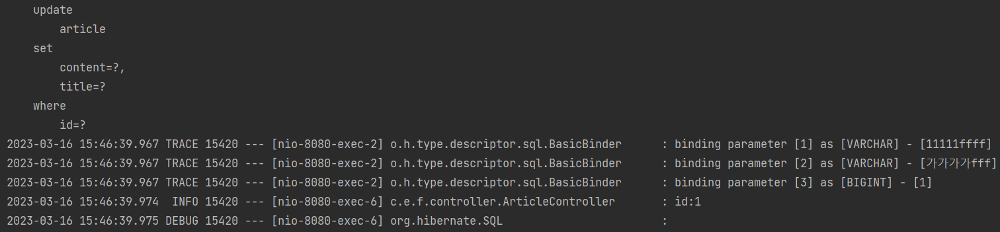 update
article
set
content=?,
title=?
where
id=?
2023-03-16 15:46:39.967 TRACE 15420 --- [nio-8080-exec-2] o.h.type.descriptor.sql.BasicBinder : binding parameter [1] as [VARCHAR] - [11111ffff]
2023-03-16 15:46:39.967 TRACE 15420 --- [nio-8080-exec-2] o.h.type.descriptor.sql.BasicBinder : binding parameter [2] as [VARCHAR] - [가가가가fff]
2023-03-16 15:46:39.967 TRACE 15420 --- [nio-8080-exec-2] o.h.type.descriptor.sql.BasicBinder : binding parameter [3] as [BIGINT] - [1]
2023-03-16 15:46:39.974 INFO 15420 --- [nio-8080-exec-6] c.e.f.controller.ArticleController : id:1
2023-03-16 15:46:39.975 DEBUG 15420 --- [nio-8080-exec-6] org.hibernate.SQL :